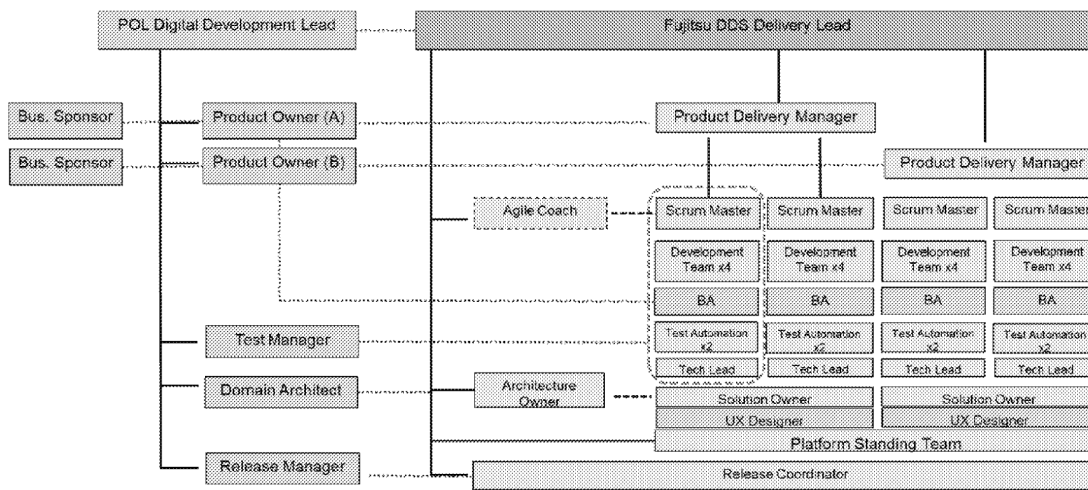 POL Digital Development Lead
Fujitsu DDS Delivery Lead
Bus. Sponsor
Product Owner (A)
Product Delivery Manager
Bus. Sponsor
Product Owner (B)
Product Delivery Manager
Agile Coach
Scrum Master
Scrum Master
Scrum Master
Scrum Master
Development
Team x4
Development
Team x4
Development
Team x4
Development
Team x4
BA
BA
BA
BA
Test Manager
Test Automation
x2
Test Automation
x2
Test Automation
x2
Test Automation
x2
Tech Lead
Tech Lead
Tech Lead
Tech Lead
Domain Architect
Architecture
Owner
Solution Owner
Solution Owner
UX Designer
UX Designer
Platform Standing Team
Release Manager
Release Coordinator